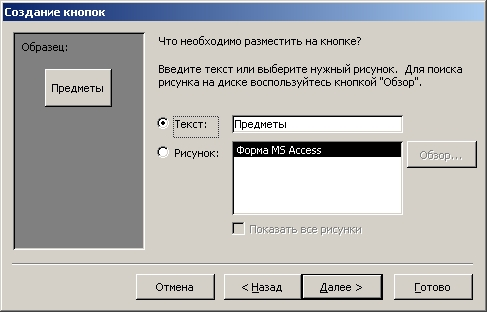 Создание кнопок
Образец:
Предметы
Что необходимо разместить на кнопке?
Введите текст или выберите нужный рисунок. Для поиска
рисунка на диске воспользуйтесь кнопкой "Обзор".
Текст:
Предметы
Рисунок:
Форма MS Access
Обзор...
Показать все рисунки
Отмена
< Назад
Далее >
Готово